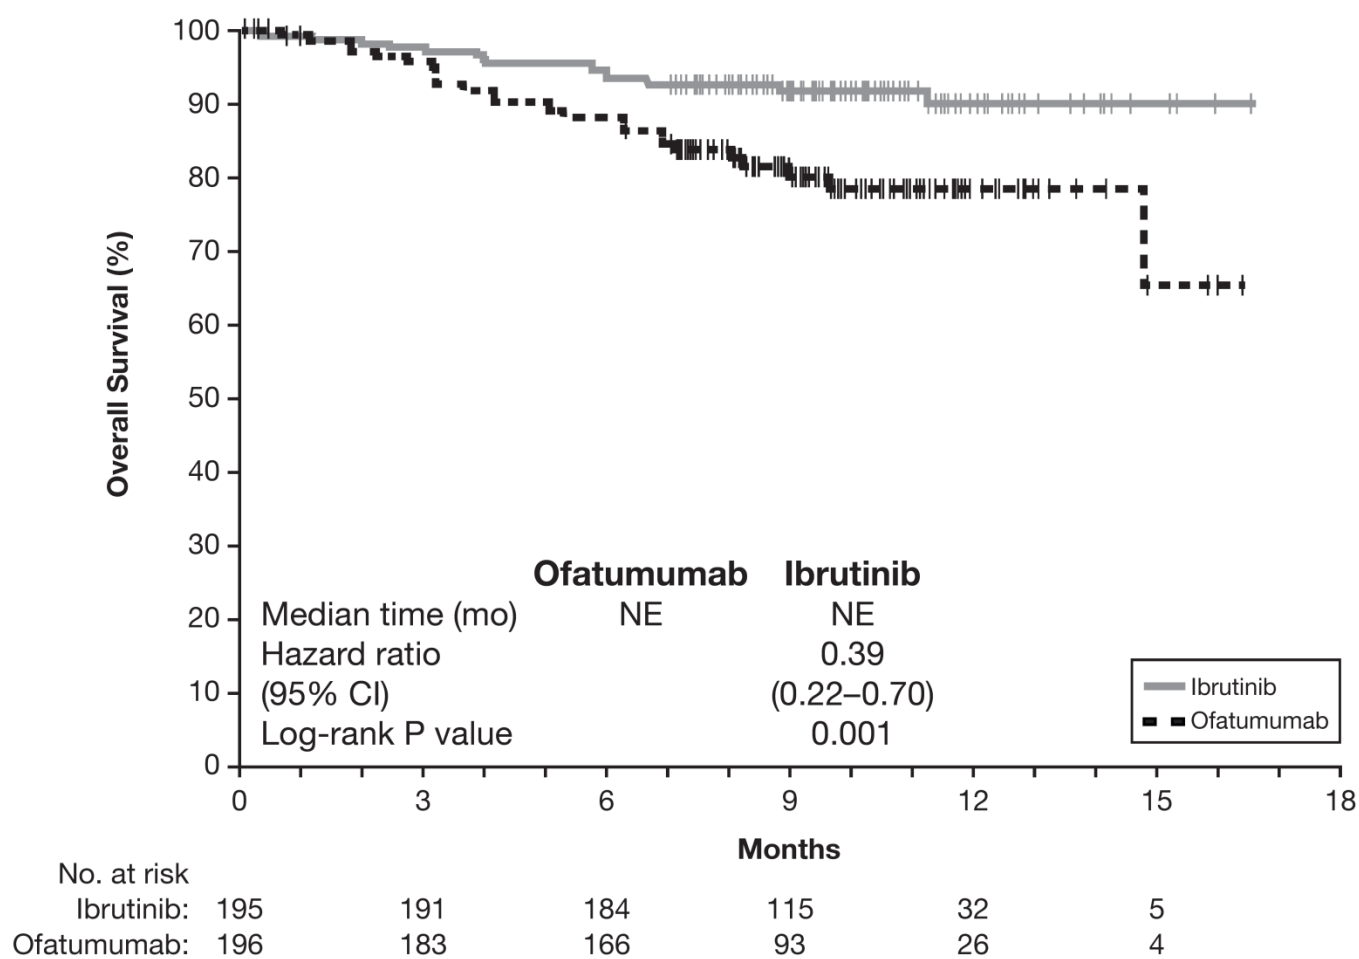 100
90
80
70
60
50
40
30
20
10
0
Overall Survival (%)
Ofatumumab Ibrutinib
Median time (mo) NE NE
Hazard ratio 0.39
(95% CI) (0.22–0.70)
Log-rank P value 0.001
Ibrutinib
Ofatumumab
0 3 6 9 12 15 18
Months
No. at risk
Ibrutinib: 195 191 184 115 32 5
Ofatumumab: 196 183 166 93 26 4